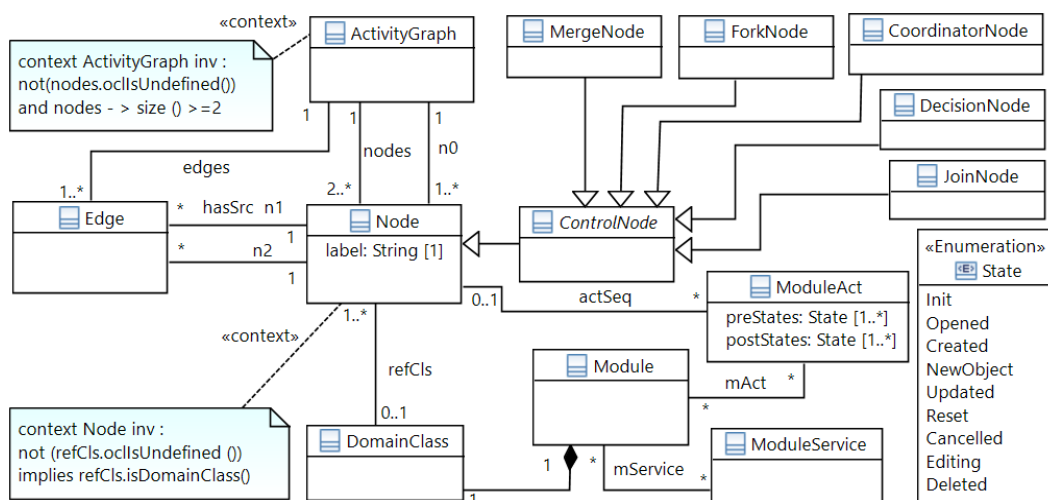 «context»
ActivityGraph
MergeNode
ForkNode
CoordinatorNode
context ActivityGraph inv :
not(nodes.oclIsUndefined())
and nodes - > size () >=2
DecisionNode
1
1
1
edges
nodes
n0
JoinNode
1..*
2..*
1..*
Edge
*
hasSrc
n1
1
Node
label: String [1]
ControlNode
*
n2
1
«Enumeration»
State
Init
Opened
Created
NewObject
Updated
Reset
Cancelled
Editing
Deleted
0..1
actSeq
*
ModuleAct
preStates: State [1..*]
postStates: State [1..*]
«context»
1..*
refCls
0..1
Module
mAct
*
*
context Node inv :
not (refCls.oclIsUndefined ())
implies refCls.isDomainClass()
DomainClass
1
1
*
mService
*
ModuleService